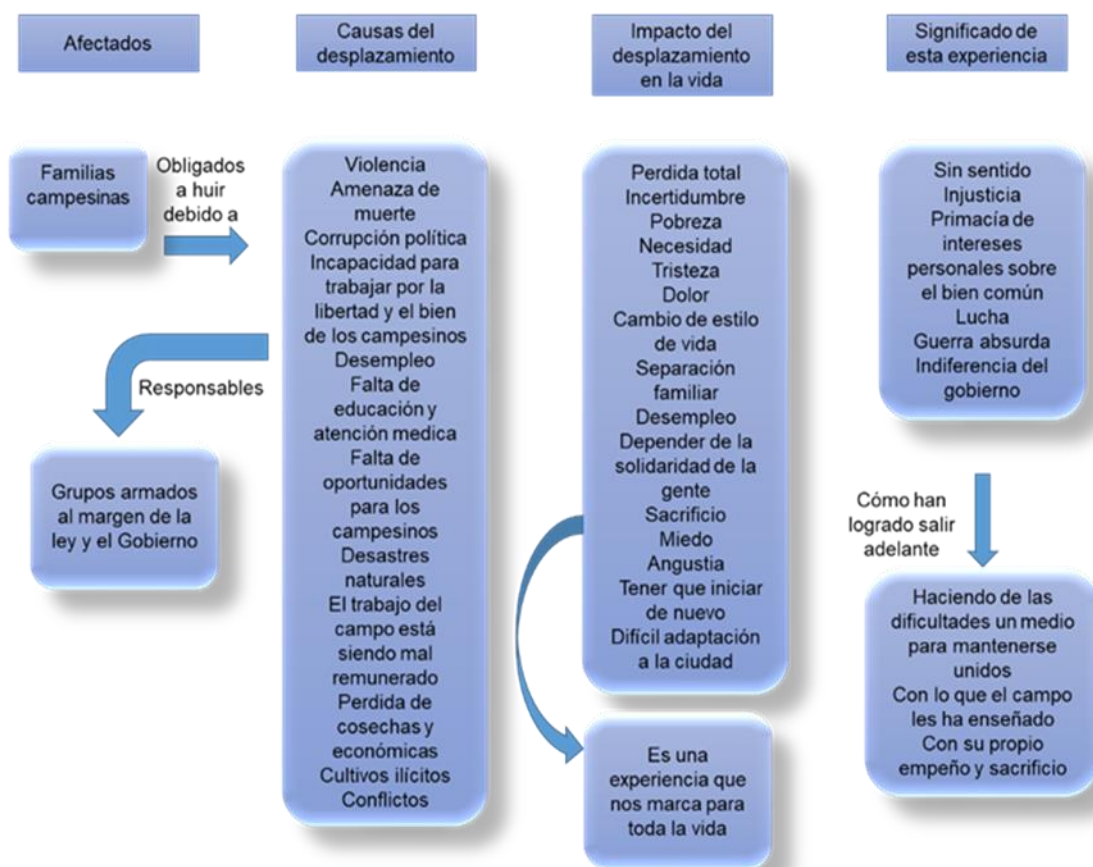 Afectados
Causas del
desplazamiento
Impacto del
desplazamiento
en la vida
Significado de
esta experiencia
Familias
campesinas
Obligados
a huir
debido a
Violencia
Amenaza de
muerte
Corrupción política
Incapacidad para
trabajar por la
libertad y el bien
de los campesinos
Desempleo
Falta de
educación y
atención medica
Falta de
oportunidades
para los
campesinos
Desastres
naturales
El trabajo del
campo está
siendo mal
remunerado
Perdida de
cosechas y
económicas
Cultivos ilícitos
Conflictos
Responsables
Grupos armados
al margen de la
ley y el Gobierno
Perdida total
Incertidumbre
Pobreza
Necesidad
Tristeza
Dolor
Cambio de estilo
de vida
Separación
familiar
Desempleo
Depender de la
solidaridad de la
gente
Sacrificio
Miedo
Angustia
Tener que iniciar
de nuevo
Difícil adaptación
a la ciudad
Es una
experiencia que
nos marca para
toda la vida
Sin sentido
Injusticia
Primacía de
intereses
personales sobre
el bien común
Lucha
Guerra absurda
Indiferencia del
gobierno
Cómo han
logrado salir
adelante
Haciendo de las
dificultades un medio
para mantenerse
unidos
Con lo que el campo
les ha enseñado
Con su propio
empeño y sacrificio